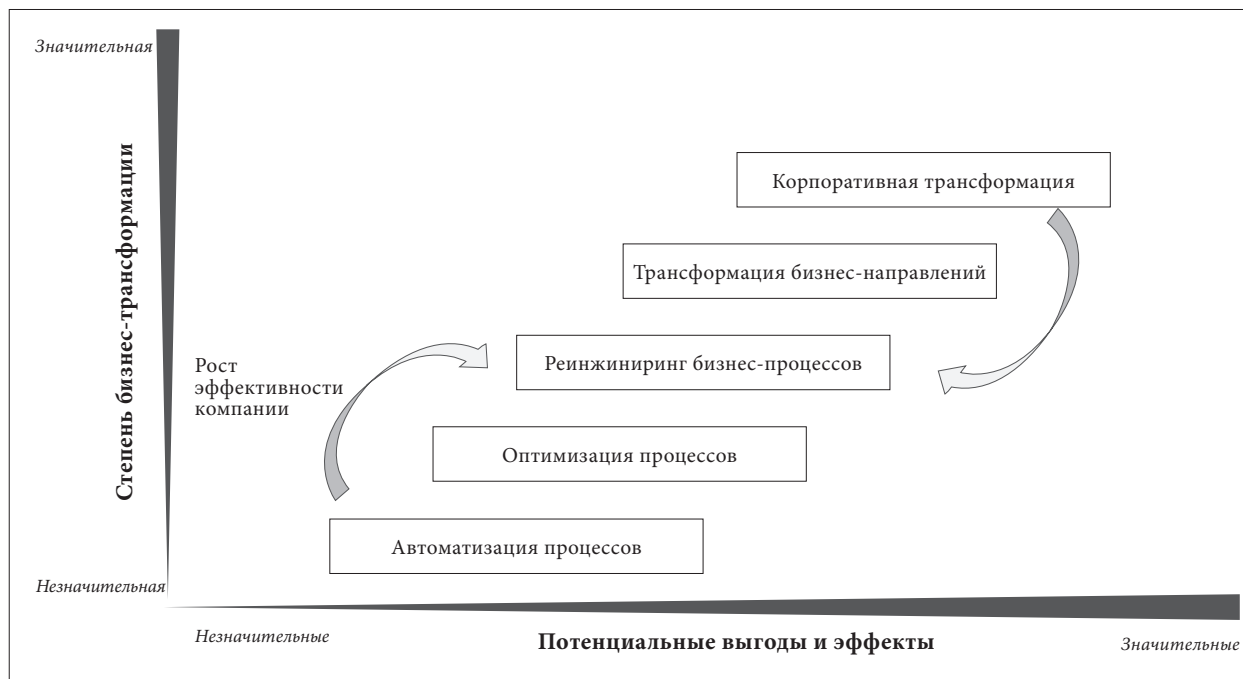 Значительная
Степень бизнес-трансформации
Корпоративная трансформация
Трансформация бизнес-направлений
Реинжиниринг бизнес-процессов
Рост
эффективности
компании
Оптимизация процессов
Автоматизация процессов
Незначительная
Незначительные
Потенциальные выгоды и эффекты
Значительные